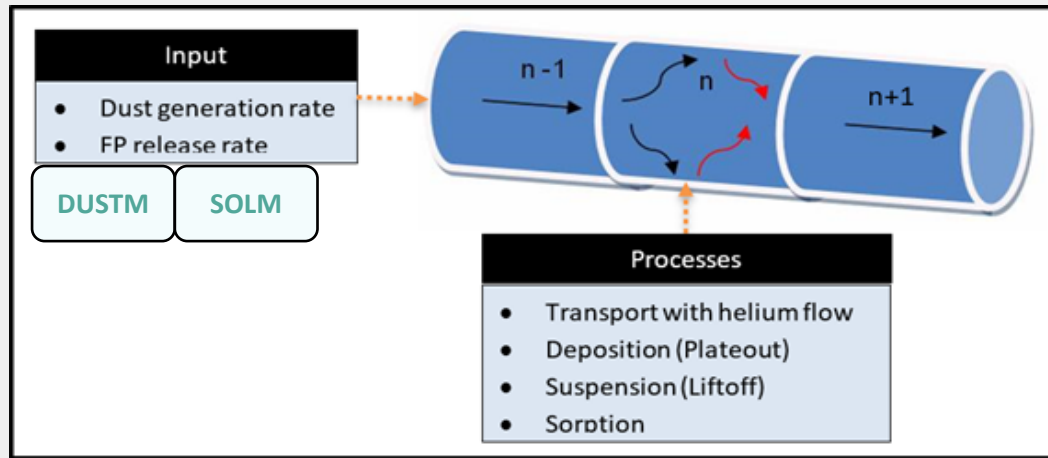 Input
• Dust generation rate
• FP release rate
DUSTM
SOLM
n -1
n
n+1
Processes
• Transport with helium flow
• Deposition (Plateout)
• Suspension (Liftoff)
• Sorption